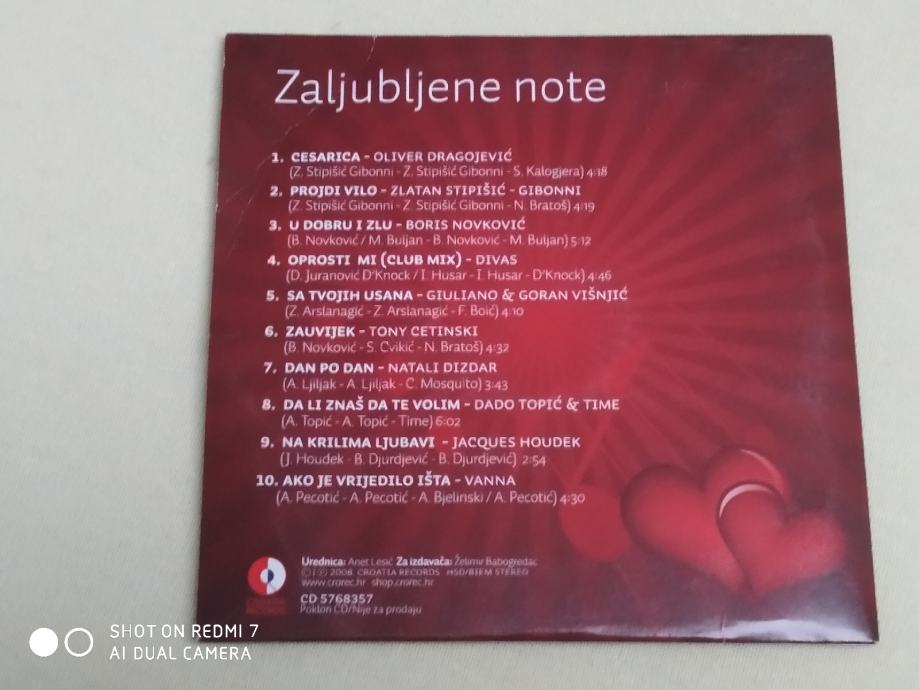 Zaljubljene note
1. CESARICA - OLIVER DRAGOJEVIĆ
(Z. Stipišić Gibonni - Z. Stipišić Gibonni - S. Kalogjera) 4:18
2. PROJDI VILO - ZLATAN STIPIŠIĆ - GIBONNI
(Z. Stipišić Gibonni - Z. Stipišić Gibonni - N. Bratoš) 4:19
3. U DOBRU I ZLU - BORIS NOVKOVIĆ
(B. Novković / M. Buljan - B. Novković - M. Buljan) 5:12
4. OPROSTI MI (CLUB MIX) - DIVAS
(D. Juranović D'Knock / I. Husar - I. Husar - D'Knock) 4:46
5. SA TVOJIH USANA - GIULIANO & GORAN VIŠNJIĆ
(Z. Arslanagić - Z. Arslanagić - F. Boić) 4:10
6. ZAUVIJEK - TONY CETINSKI
(B. Novković - S. Cvikić - N. Bratoš) 4:32
7. DAN PO DAN - NATALI DIZDAR
(A. Ljiljak - A. Ljiljak - C. Mosquito) 3:43
8. DA LI ZNAŠ DA TE VOLIM - DADO TOPIĆ & TIME
(A. Topić - A. Topić - Time) 6:02
9. NA KRILIMA LJUBAVI - JACQUES HOUDEK
(J. Houdek - B. Djurdjević - B. Djurdjević) 2:54
10. AKO JE VRIJEDILO IŠTA - VANNA
(A. Pecotić - A. Pecotić - A. Bjelinski / A. Pecotić) 4:30
Urednica: Anet Lesić Za izdavača: Želimir Babogredac
©℗ 2008 CROATIA RECORDS HSD/BIEM STEREO
www.crorec.hr shop.crorec.hr
CD 5768357
Poklon CD/Nije za prodaju
SHOT ON REDMI 7
AI DUAL CAMERA